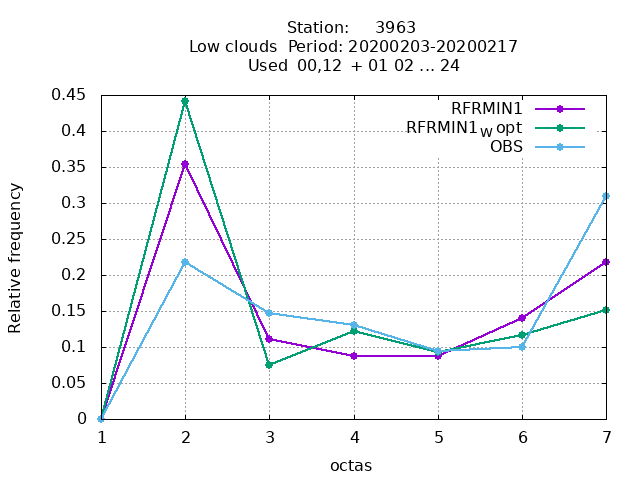 Station: 3963
Low clouds Period: 20200203-20200217
Used 00,12 + 01 02 ... 24
RFRMIN1
RFRMIN1w opt
OBS
Relative frequency
0.45
0.4
0.35
0.3
0.25
0.2
0.15
0.1
0.05
0
1 2 3 4 5 6 7
octas